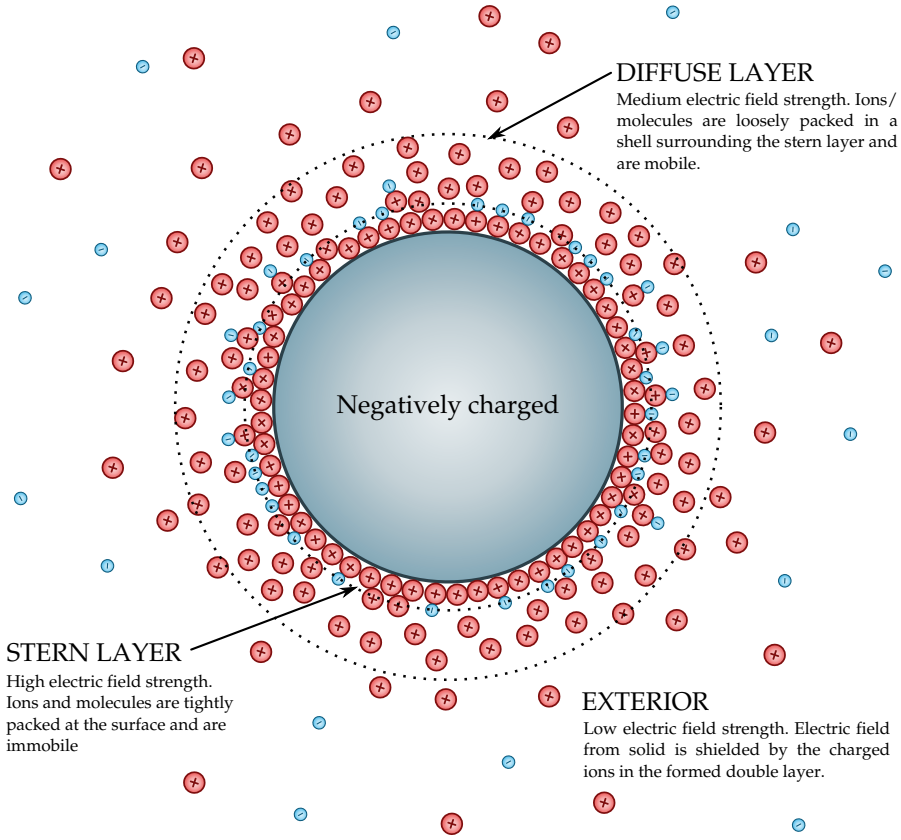 DIFFUSE LAYER
Medium electric field strength. Ions/
molecules are loosely packed in a
shell surrounding the stern layer and
are mobile.
Negatively charged
STERN LAYER
High electric field strength.
Ions and molecules are tightly
packed at the surface and are
immobile
EXTERIOR
Low electric field strength. Electric field
from solid is shielded by the charged
ions in the formed double layer.